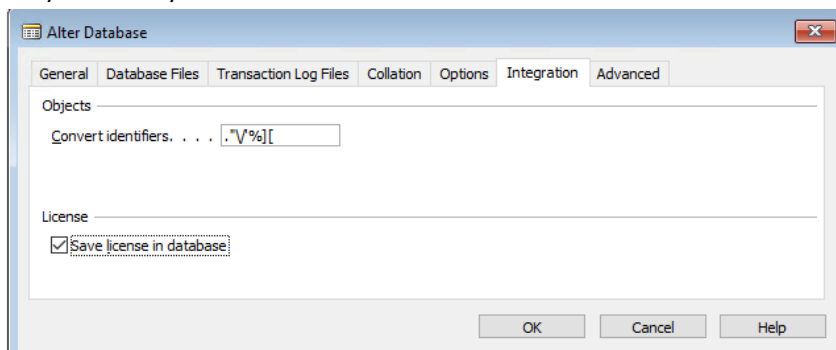 Alter Database
General Database Files Transaction Log Files Collation Options Integration Advanced
Objects
Convert identifiers. . . . ."\/'%][
License
Save license in database
OK Cancel Help